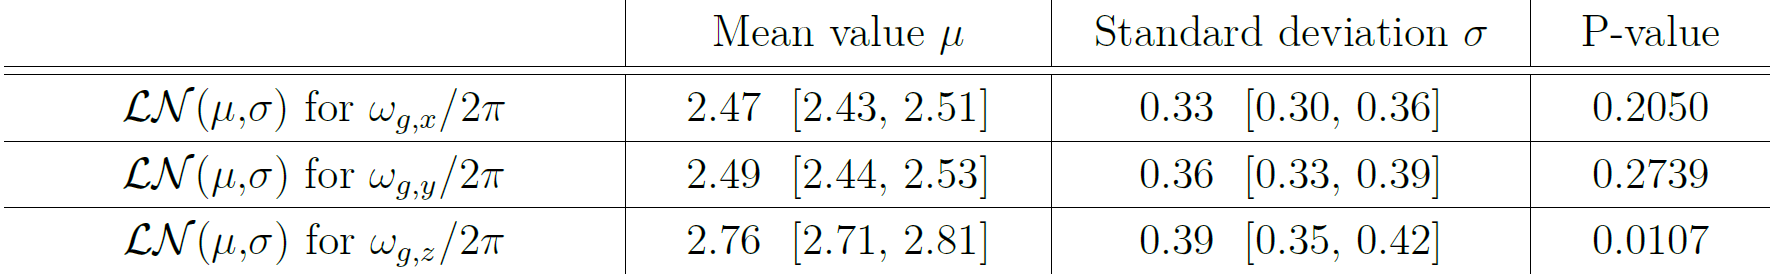 Mean value μ Standard deviation σ P-value
ℒ𝒩(μ,σ) for ω_{g,x}/2π 2.47 [2.43, 2.51] 0.33 [0.30, 0.36] 0.2050
ℒ𝒩(μ,σ) for ω_{g,y}/2π 2.49 [2.44, 2.53] 0.36 [0.33, 0.39] 0.2739
ℒ𝒩(μ,σ) for ω_{g,z}/2π 2.76 [2.71, 2.81] 0.39 [0.35, 0.42] 0.0107